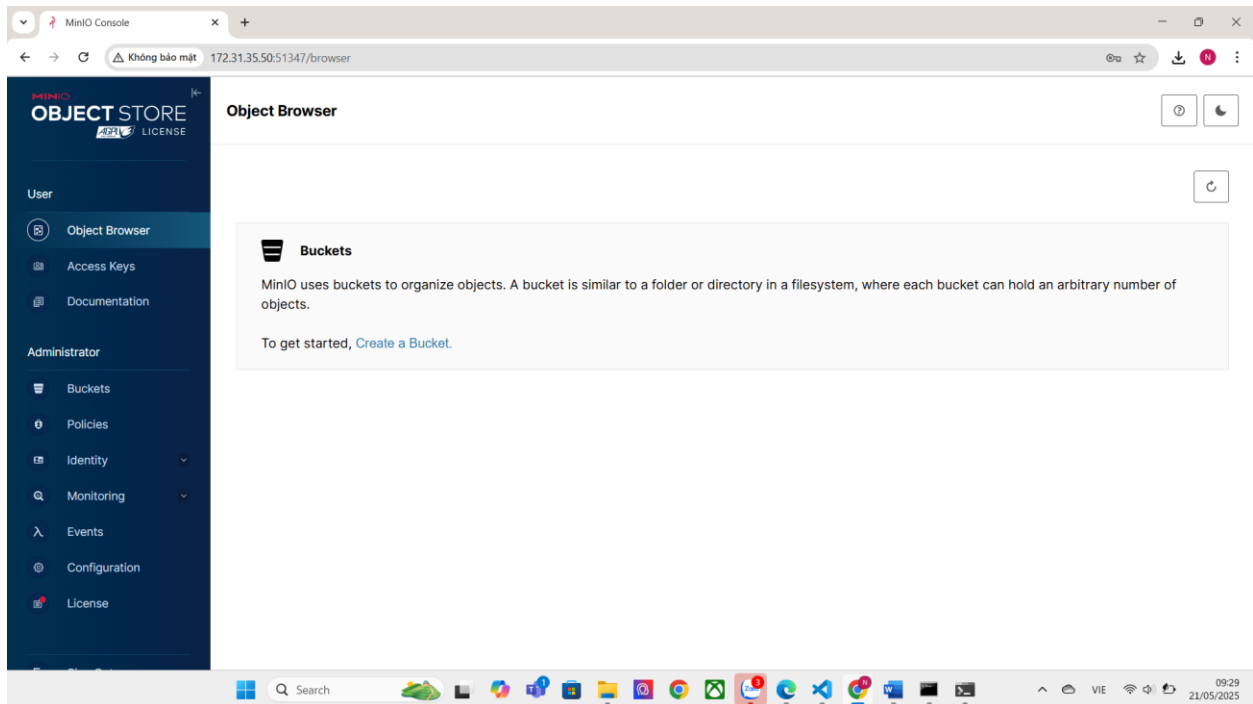 MinIO Console
Không bảo mật 172.31.35.50:51347/browser
N
MINIO
OBJECT STORE
AGPLV3 LICENSE
Object Browser
User
Object Browser
Access Keys
Documentation
Buckets
MinIO uses buckets to organize objects. A bucket is similar to a folder or directory in a filesystem, where each bucket can hold an arbitrary number of
objects.
To get started, Create a Bucket.
Administrator
Buckets
Policies
Identity
Monitoring
Events
Configuration
License
Search
VIE
09:29
21/05/2025